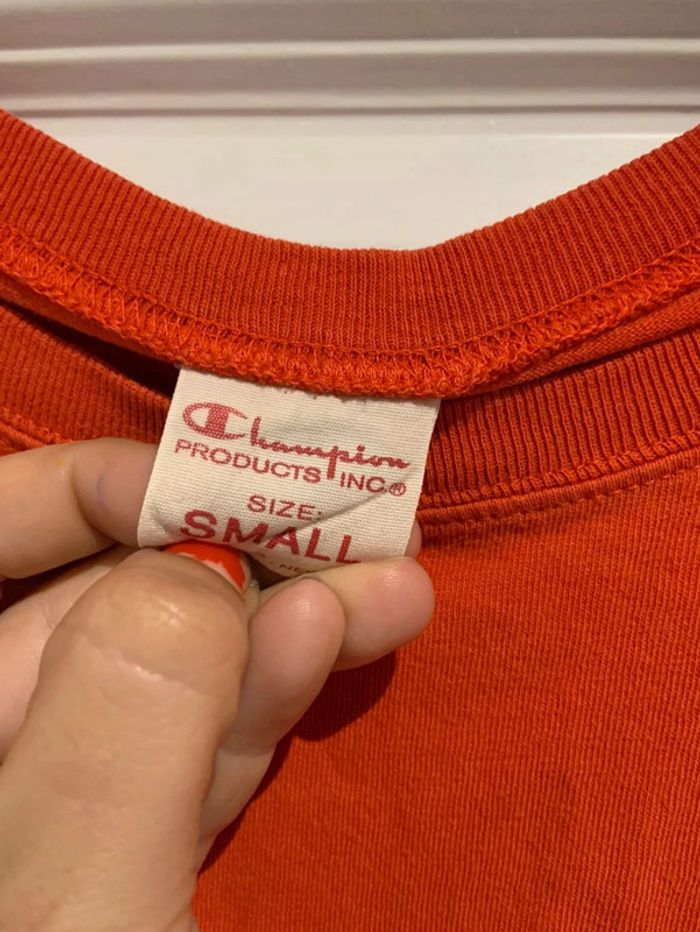 Champion
PRODUCTS INC®
SIZE:
SMALL